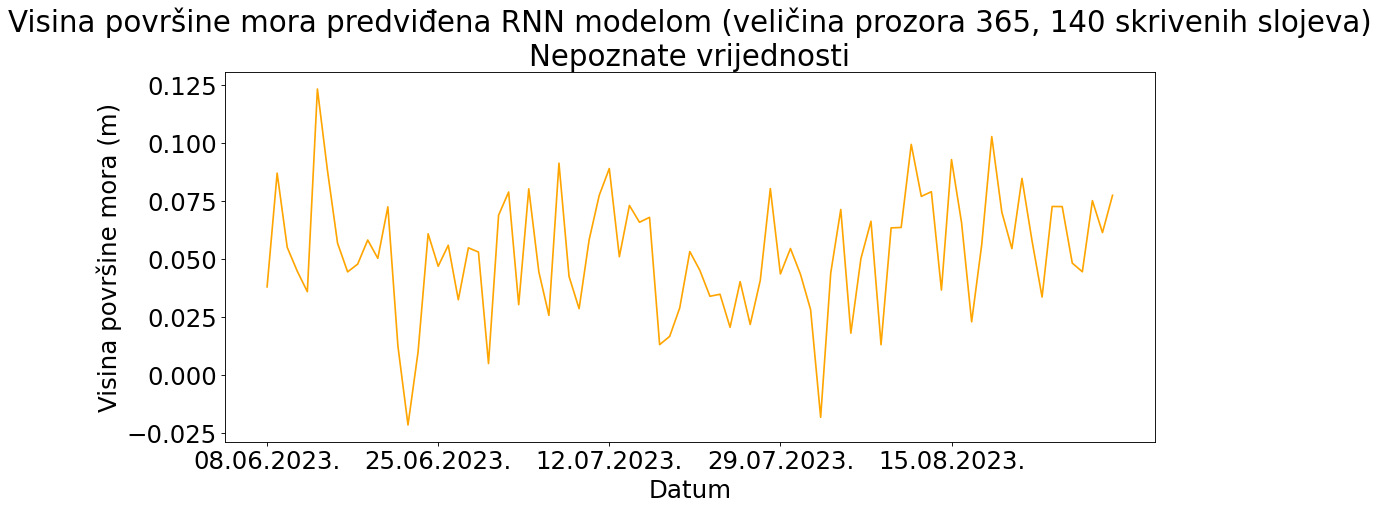 Visina površine mora predviđena RNN modelom (veličina prozora 365, 140 skrivenih slojeva)
Nepoznate vrijednosti
Visina površine mora (m)
0.125
0.100
0.075
0.050
0.025
0.000
−0.025
08.06.2023. 25.06.2023. 12.07.2023. 29.07.2023. 15.08.2023.
Datum